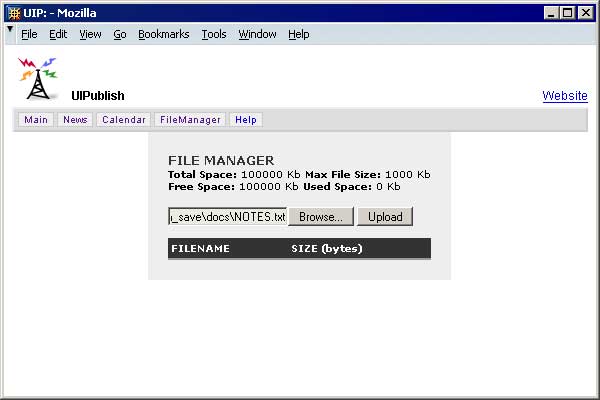 UIP: - Mozilla
File Edit View Go Bookmarks Tools Window Help
UIPublish
Website
Main News Calendar FileManager Help
FILE MANAGER
Total Space: 100000 Kb Max File Size: 1000 Kb
Free Space: 100000 Kb Used Space: 0 Kb
_save\docs\NOTES.txt Browse... Upload
FILENAME SIZE (bytes)